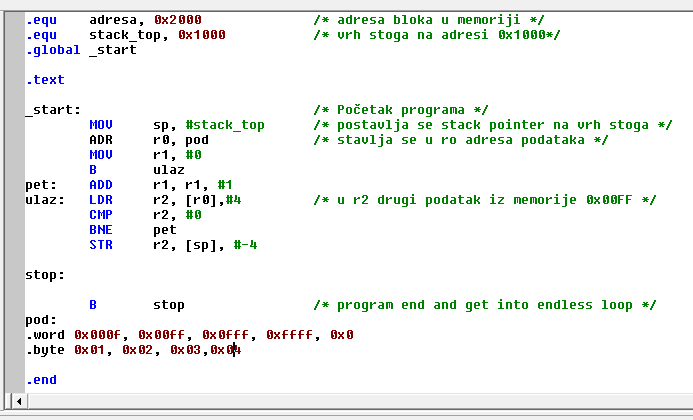 .equ    adresa, 0x2000              /* adresa bloka u memoriji */
.equ    stack_top, 0x1000           /* vrh stoga na adresi 0x1000*/
.global _start
.text
_start:                             /* Početak programa */
        MOV     sp, #stack_top      /* postavlja se stack pointer na vrh stoga */
        ADR     r0, pod             /* stavlja se u ro adresa podataka */
        MOV     r1, #0
        B       ulaz
pet:    ADD     r1, r1, #1
ulaz:   LDR     r2, [r0],#4         /* u r2 drugi podatak iz memorije 0x00FF */
        CMP     r2, #0
        BNE     pet
        STR     r2, [sp], #-4
stop:
        B       stop                /* program end and get into endless loop */
pod:
.word 0x000f, 0x00ff, 0x0fff, 0xffff, 0x0
.byte 0x01, 0x02, 0x03,0x04
.end